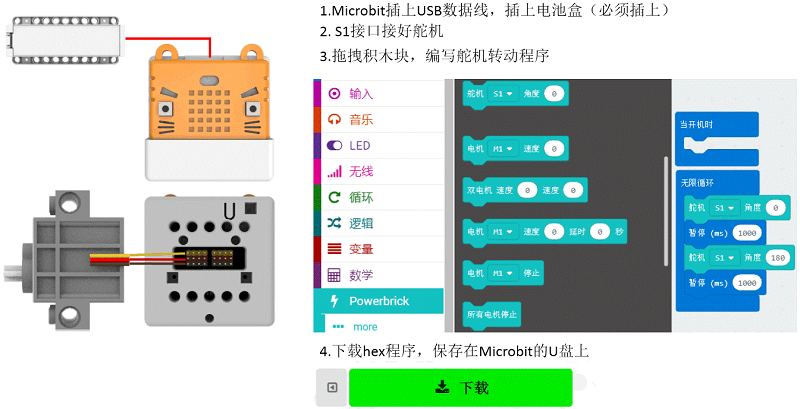 1.Microbit插上USB数据线，插上电池盒（必须插上）
2. S1接口接好舵机
3.拖拽积木块，编写舵机转动程序
输入
音乐
LED
无线
循环
逻辑
变量
数学
Powerbrick
more
舵机 S1 角度 0
电机 M1 速度 0
双电机 速度 0 速度 0
电机 M1 速度 0 延时 0 秒
电机 M1 停止
所有电机停止
当开机时
无限循环
舵机 S1 角度 0
暂停 (ms) 1000
舵机 S1 角度 180
暂停 (ms) 1000
U
4.下载hex程序，保存在Microbit的U盘上
下载